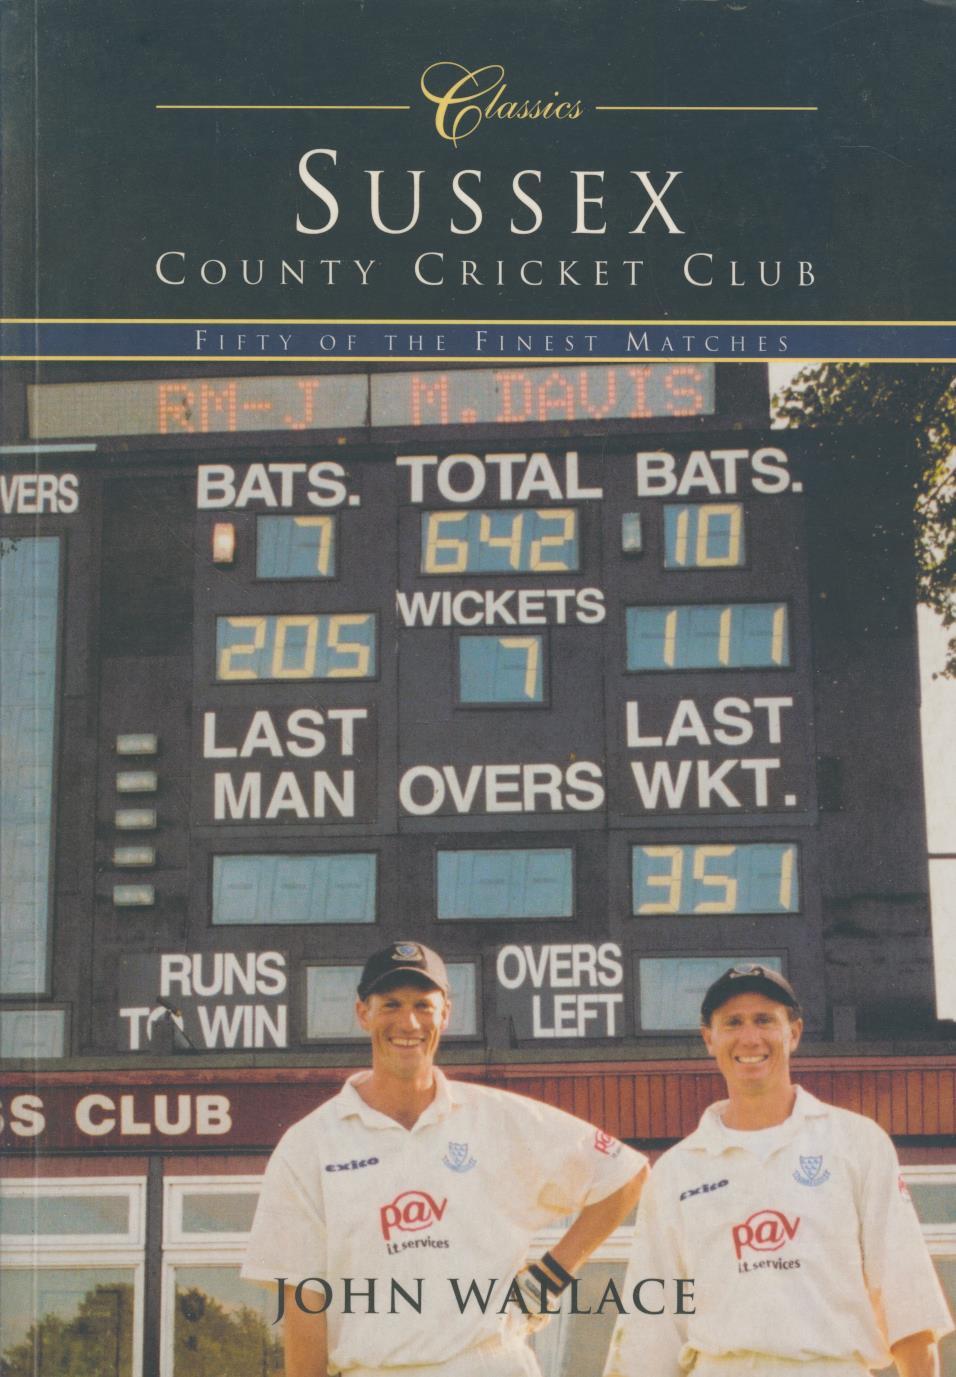 Classics
SUSSEX
COUNTY CRICKET CLUB
FIFTY OF THE FINEST MATCHES
RM-J M.DAVIS
VERS
BATS. TOTAL BATS.
7 642 10
WICKETS
205 7 111
LAST MAN
OVERS
LAST WKT.
351
RUNS TO WIN
OVERS LEFT
SS CLUB
exito
pav
i.t. services
exito
pav
i.t. services
JOHN WALLACE